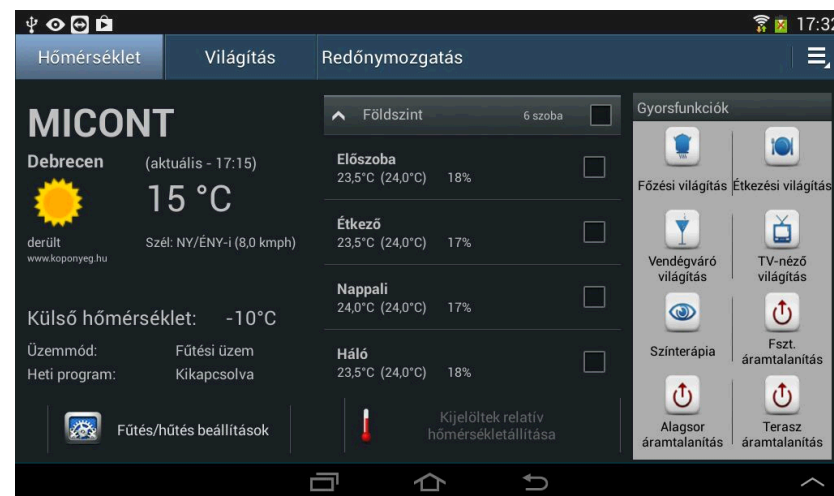 17:32
Hőmérséklet
Világítás
Redőnymozgatás
MICONT
Debrecen
(aktuális - 17:15)
15 °C
derült
www.koponyeg.hu
Szél: NY/ÉNY-i (8,0 kmph)
Külső hőmérséklet: -10°C
Üzemmód: Fűtési üzem
Heti program: Kikapcsolva
Fűtés/hűtés beállítások
Földszint 6 szoba
Előszoba
23,5°C (24,0°C) 18%
Étkező
23,5°C (24,0°C) 17%
Nappali
24,0°C (24,0°C) 17%
Háló
23,5°C (24,0°C) 18%
Kijelöltek relatív
hőmérsékletállítása
Gyorsfunkciók
Főzési világítás
Étkezési világítás
Vendégváró
világítás
TV-néző
világítás
Színterápia
Fszt.
áramtalanítás
Alagsor
áramtalanítás
Terasz
áramtalanítás